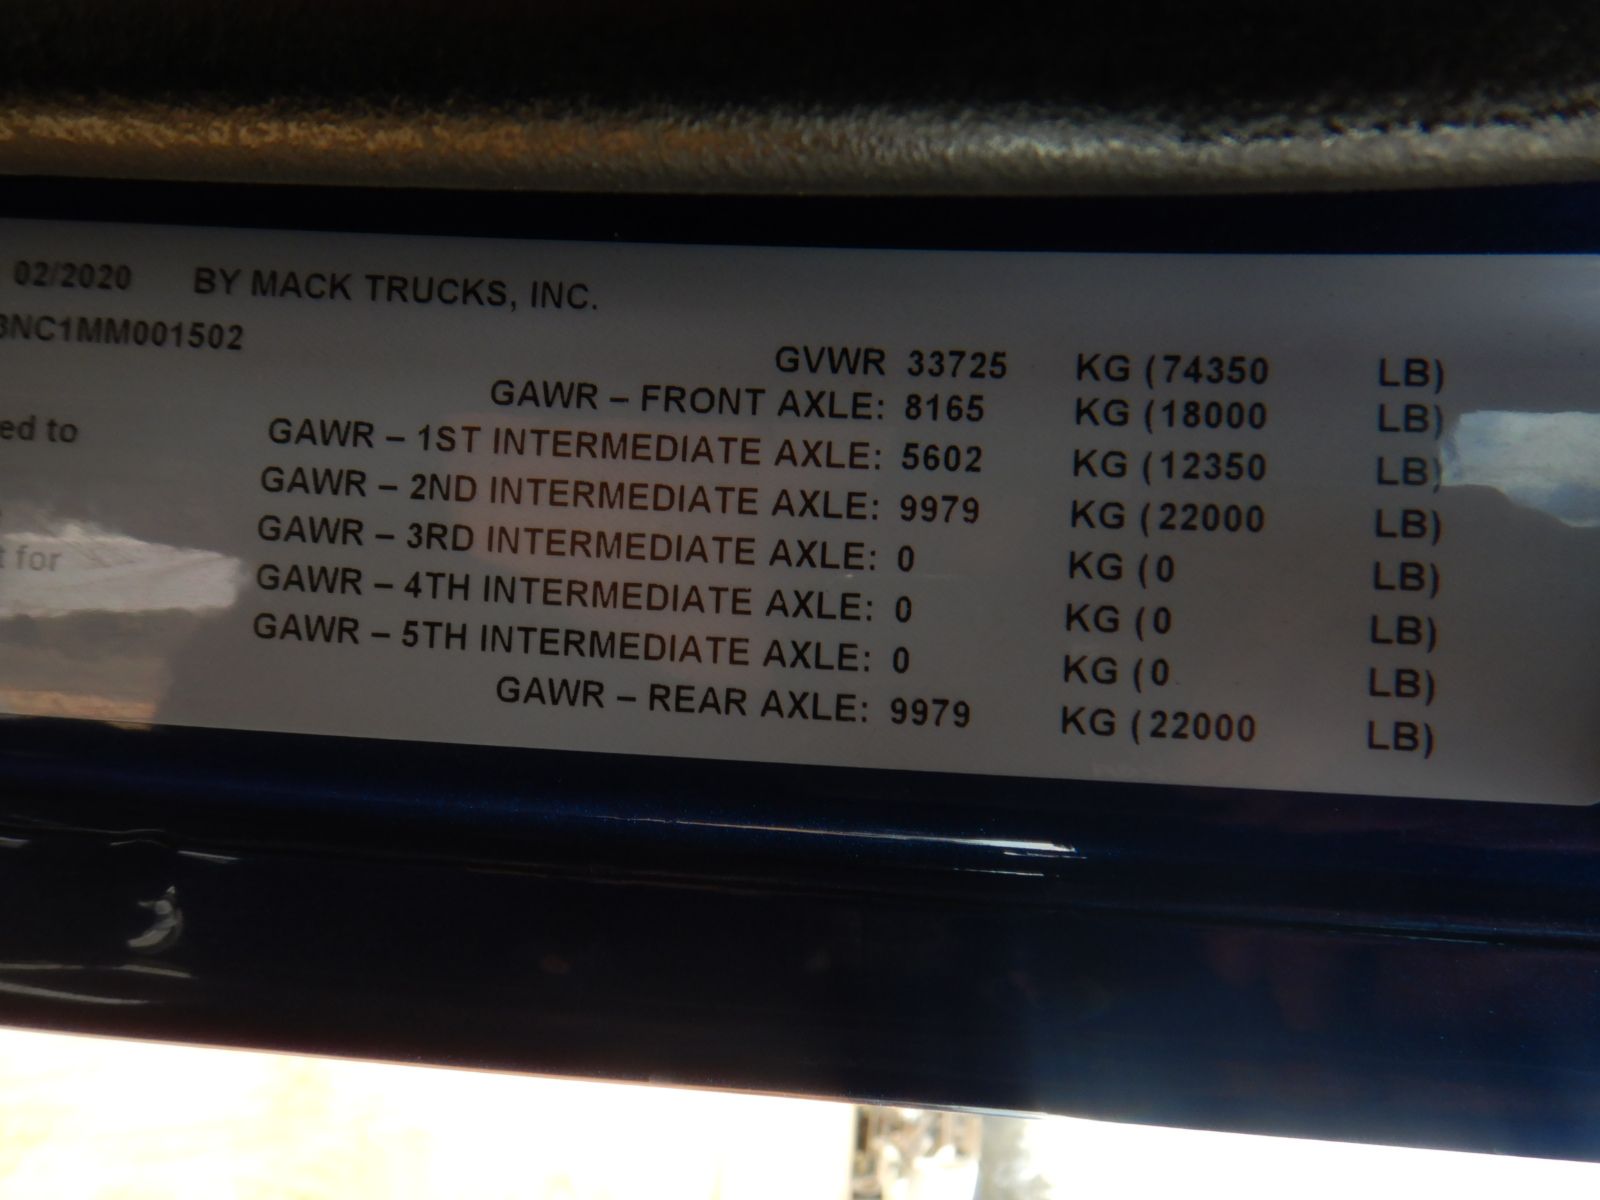 02/2020 BY MACK TRUCKS, INC.
3NC1MM001502
GVWR 33725 KG (74350 LB)
GAWR – FRONT AXLE: 8165 KG (18000 LB)
ed to
GAWR – 1ST INTERMEDIATE AXLE: 5602 KG (12350 LB)
GAWR – 2ND INTERMEDIATE AXLE: 9979 KG (22000 LB)
GAWR – 3RD INTERMEDIATE AXLE: 0 KG (0 LB)
t for
GAWR – 4TH INTERMEDIATE AXLE: 0 KG (0 LB)
GAWR – 5TH INTERMEDIATE AXLE: 0 KG (0 LB)
GAWR – REAR AXLE: 9979 KG (22000 LB)